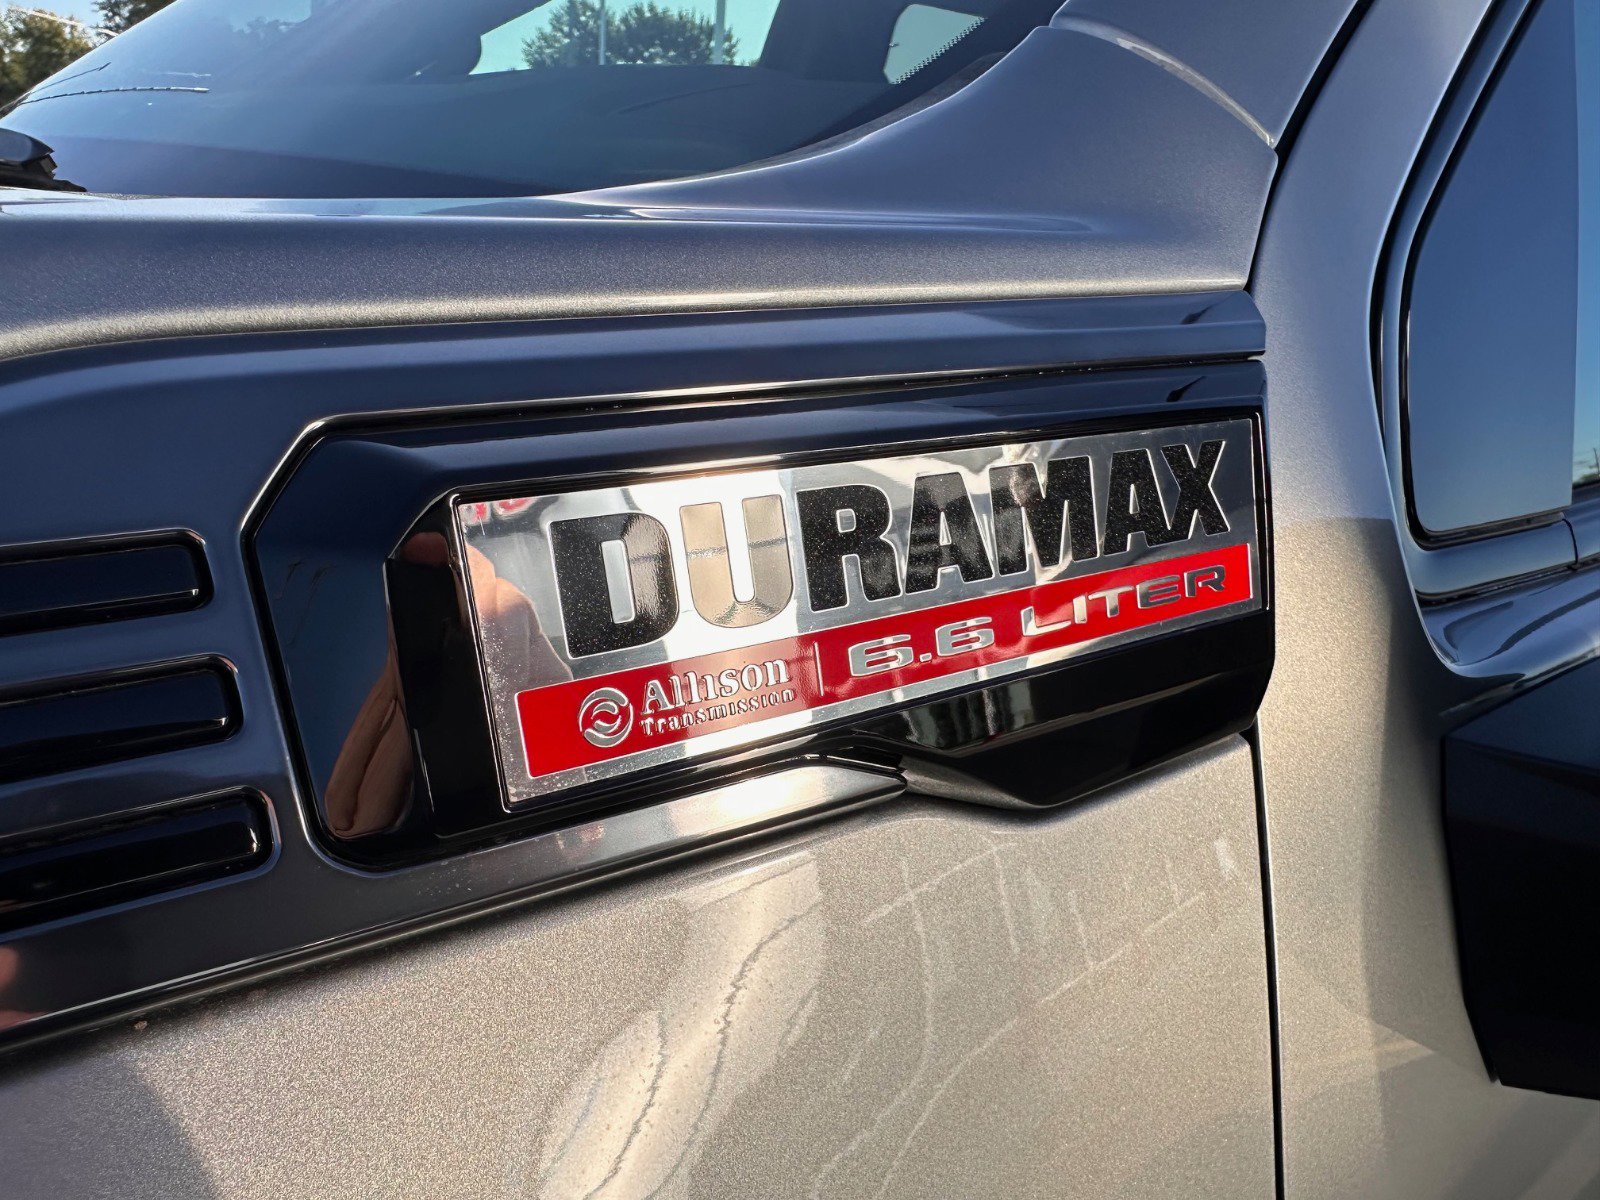 DURAMAX
Allison
Transmission
6.6 LITER